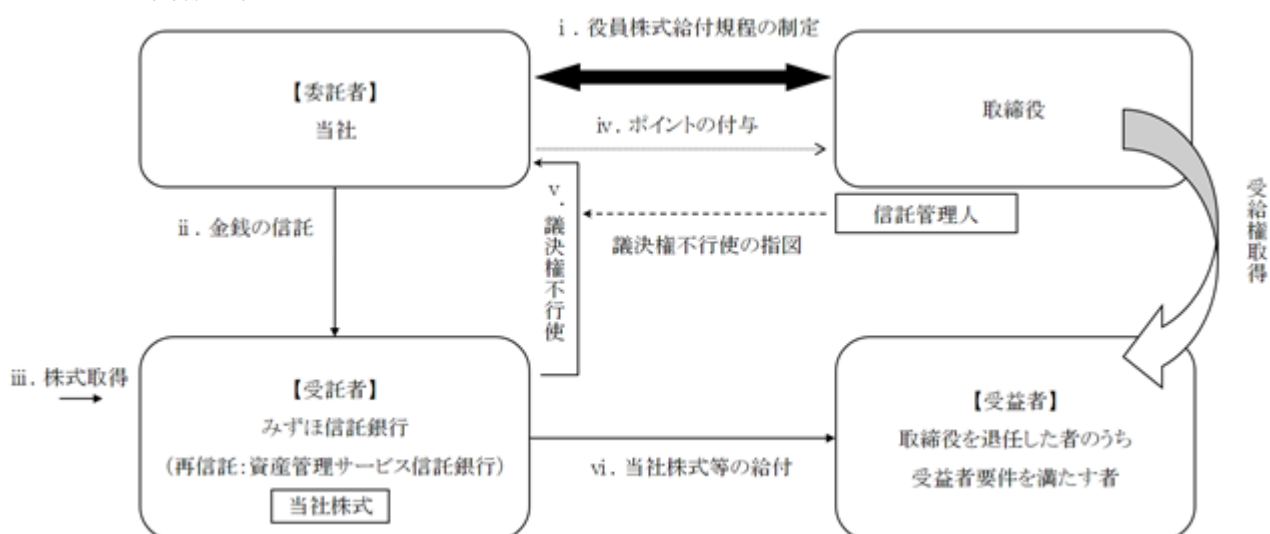 i．役員株式給付規程の制定
【委託者】
当社
取締役
iv．ポイントの付与
ii．金銭の信託
v．議決権不行使
信託管理人
議決権不行使の指図
受給権取得
iii．株式取得
【受託者】
みずほ信託銀行
（再信託：資産管理サービス信託銀行）
当社株式
vi．当社株式等の給付
【受益者】
取締役を退任した者のうち
受益者要件を満たす者